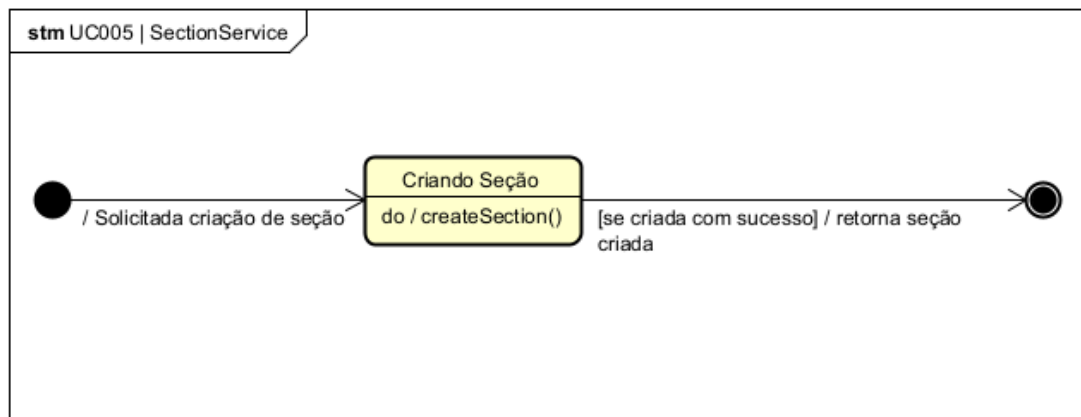 stm UC005 | SectionService
Criando Seção
/ Solicitada criação de seção
do / createSection()
[se criada com sucesso] / retorna seção
criada